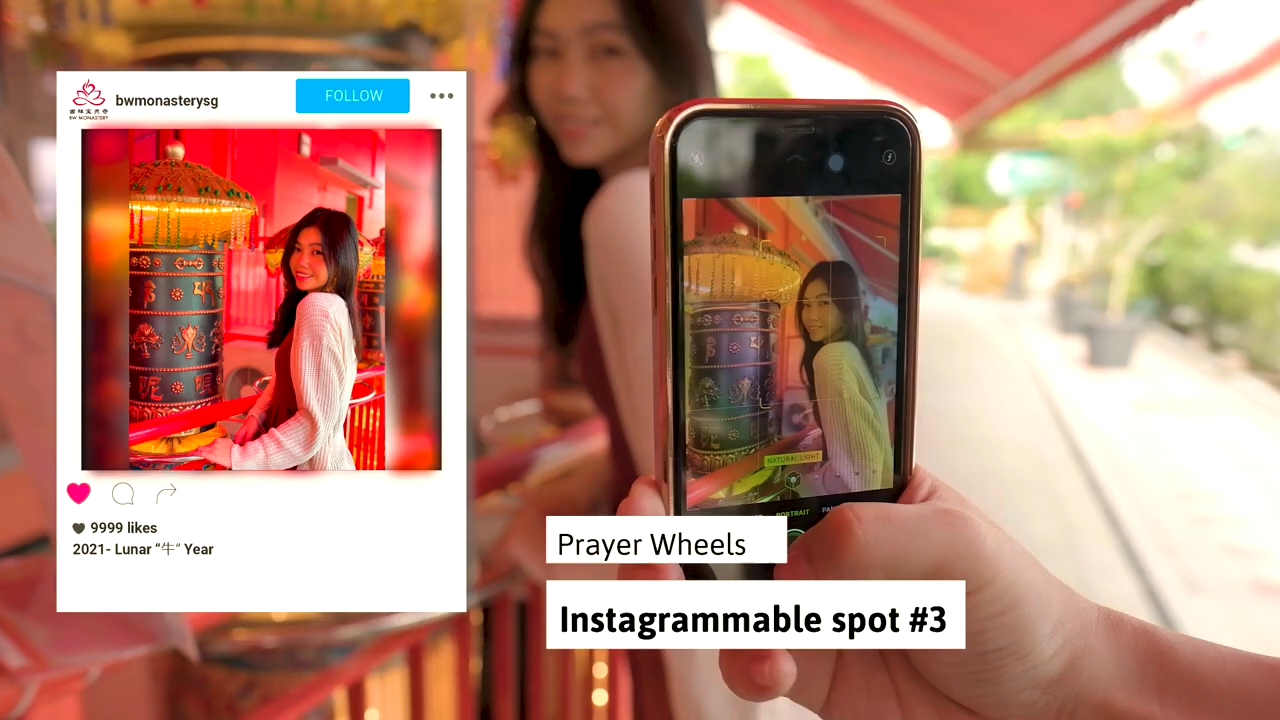 bwmonasterysg
FOLLOW
BW MONASTERY
9999 likes
2021- Lunar “牛” Year
NATURAL LIGHT
PORTRAIT
Prayer Wheels
Instagrammable spot #3